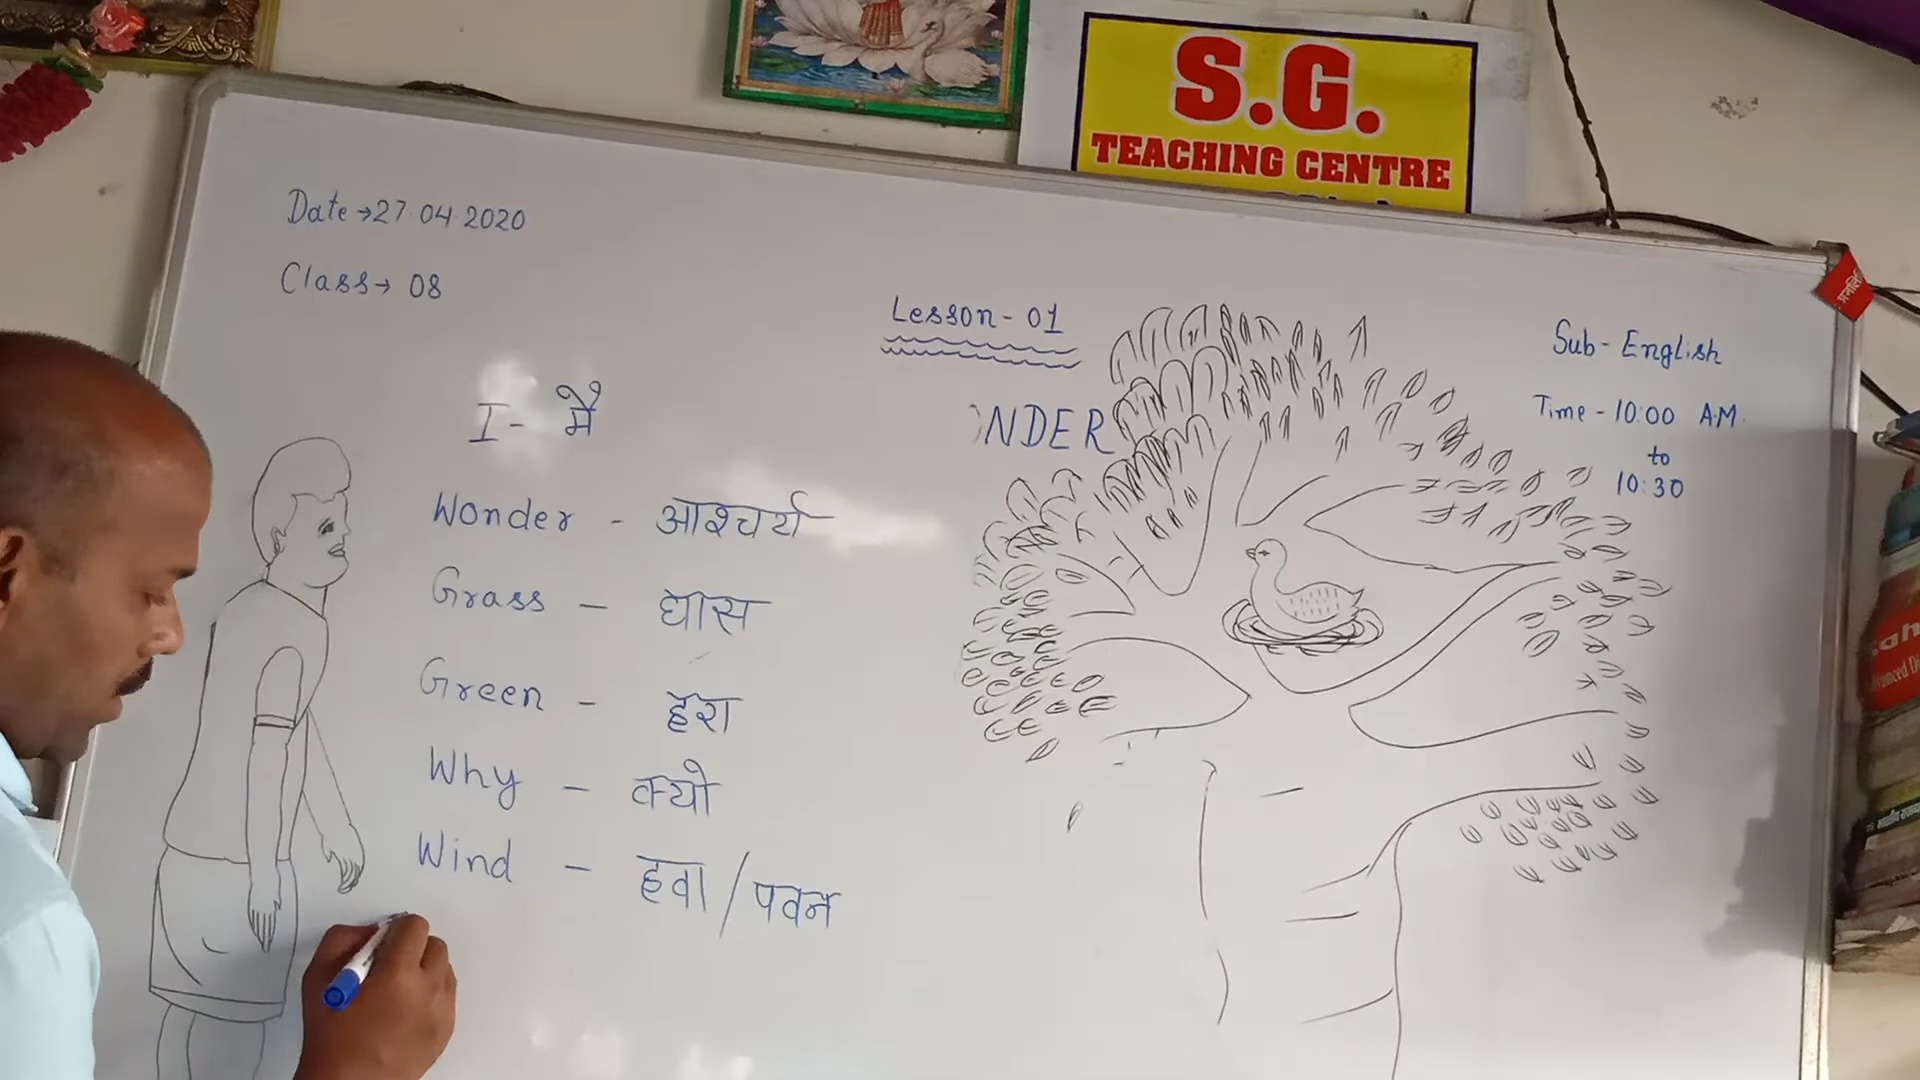 S.G.
TEACHING CENTRE
Date → 27.04.2020
Class → 08
Lesson - 01
Sub - English
Time - 10:00 A.M.
to
10:30
NDER
I - मै
Wonder - आश्चर्य
Grass - घास
Green - हरा
Why - क्यो
Wind - हवा / पवन